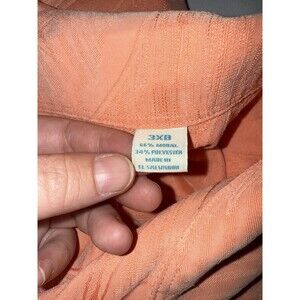 3XB
66% MODAL
34% POLYESTER
MADE IN
EL SALVADOR